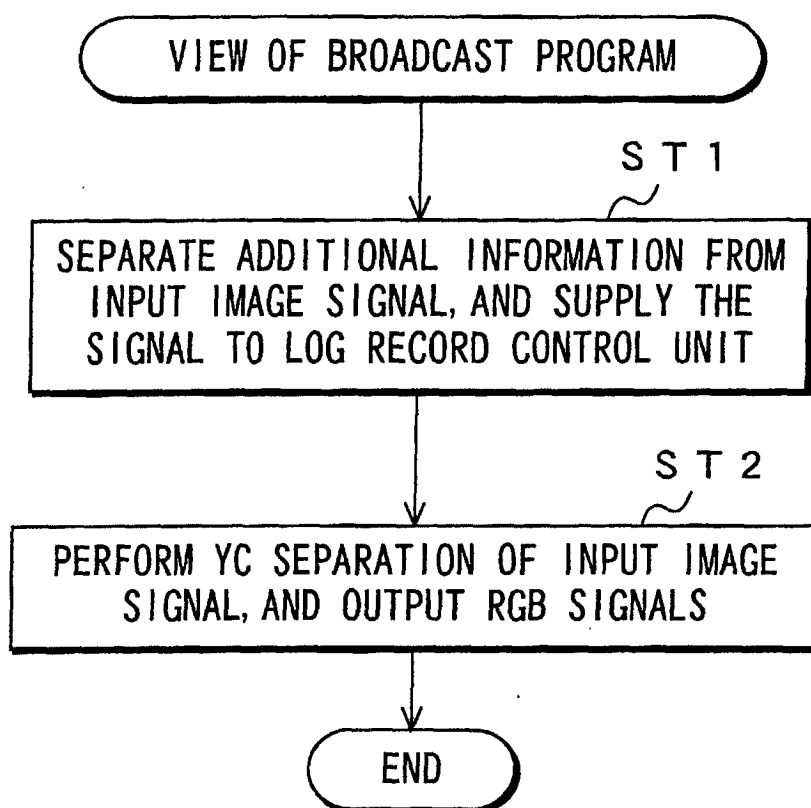 VIEW OF BROADCAST PROGRAM
ST1
SEPARATE ADDITIONAL INFORMATION FROM
INPUT IMAGE SIGNAL, AND SUPPLY THE
SIGNAL TO LOG RECORD CONTROL UNIT
ST2
PERFORM YC SEPARATION OF INPUT IMAGE
SIGNAL, AND OUTPUT RGB SIGNALS
END